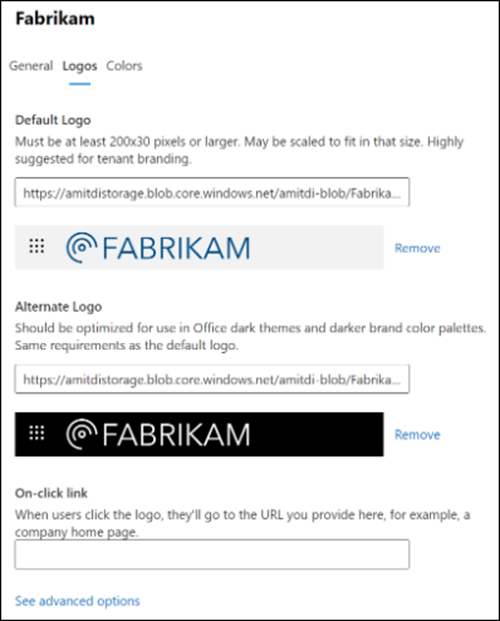 Fabrikam
General Logos Colors
Default Logo
Must be at least 200x30 pixels or larger. May be scaled to fit in that size. Highly
suggested for tenant branding.
https://amitdistorage.blob.core.windows.net/amitdi-blob/Fabrika...
FABRIKAM Remove
Alternate Logo
Should be optimized for use in Office dark themes and darker brand color palettes.
Same requirements as the default logo.
https://amitdistorage.blob.core.windows.net/amitdi-blob/Fabrika...
FABRIKAM Remove
On-click link
When users click the logo, they'll go to the URL you provide here, for example, a
company home page.
See advanced options